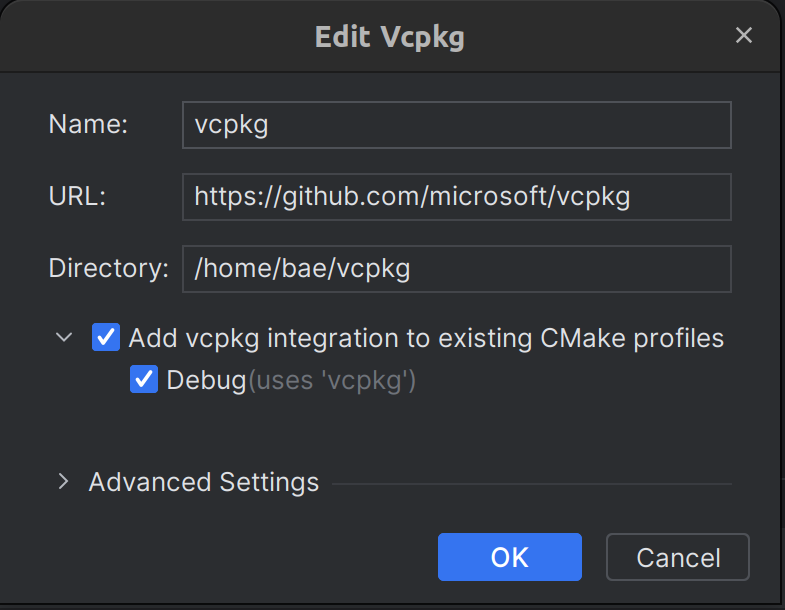 Edit Vcpkg
Name: vcpkg
URL: https://github.com/microsoft/vcpkg
Directory: /home/bae/vcpkg
Add vcpkg integration to existing CMake profiles
Debug(uses 'vcpkg')
Advanced Settings
OK Cancel